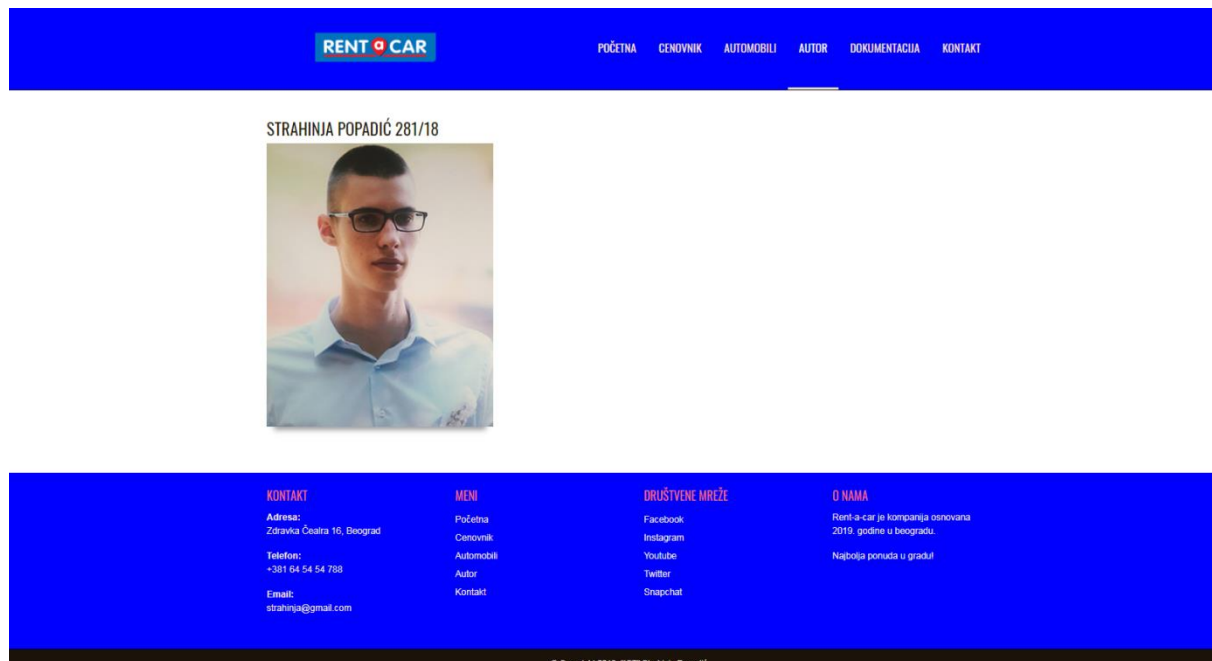 RENT a CAR
POČETNA CENOVNIK AUTOMOBILI AUTOR DOKUMENTACIJA KONTAKT
STRAHINJA POPADIĆ 281/18
KONTAKT
Adresa:
Zdravka Čealra 16, Beograd
Telefon:
+381 64 54 54 788
Email:
strahinja@gmail.com
MENI
Početna
Cenovnik
Automobili
Autor
Kontakt
DRUŠTVENE MREŽE
Facebook
Instagram
Youtube
Twitter
Snapchat
O NAMA
Rent-a-car je kompanija osnovana
2019. godine u beogradu.
Najbolja ponuda u gradu!